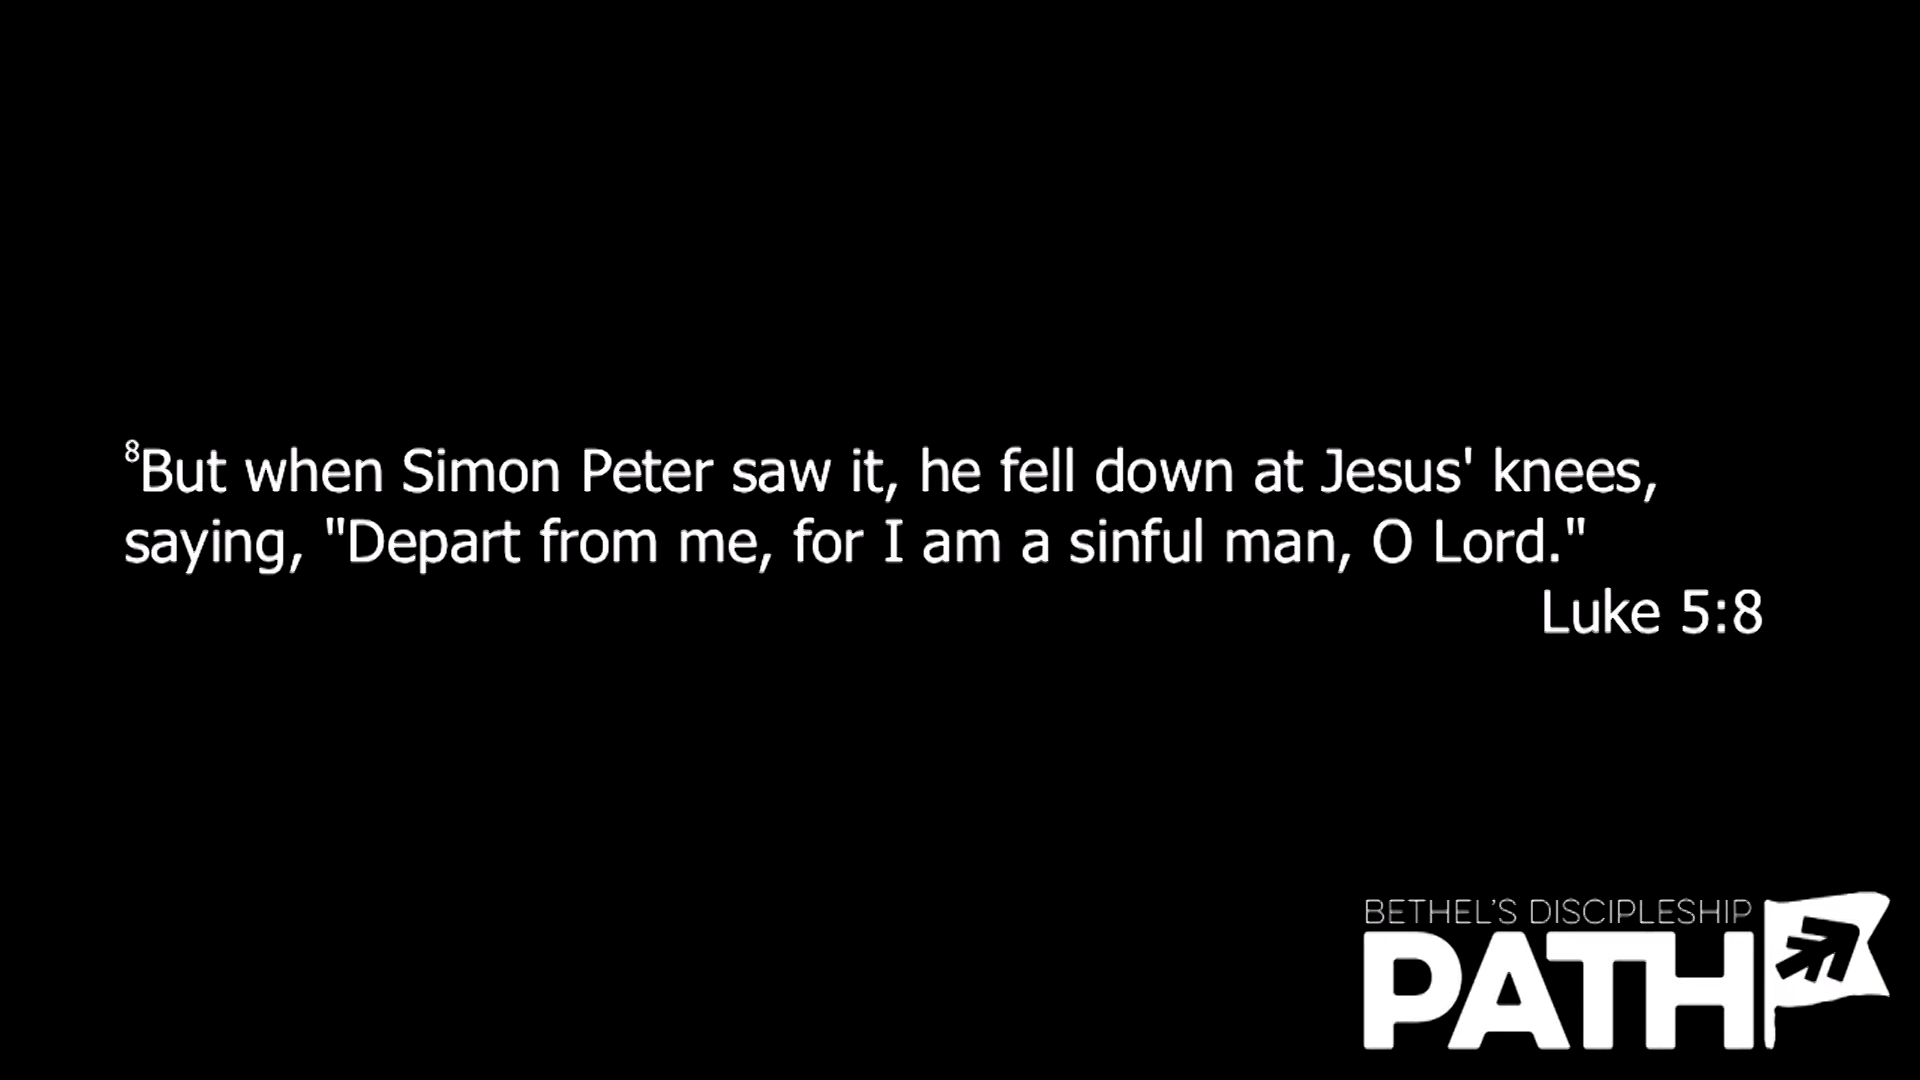 ⁸But when Simon Peter saw it, he fell down at Jesus' knees,
saying, "Depart from me, for I am a sinful man, O Lord."
Luke 5:8
BETHEL'S DISCIPLESHIP
PATH